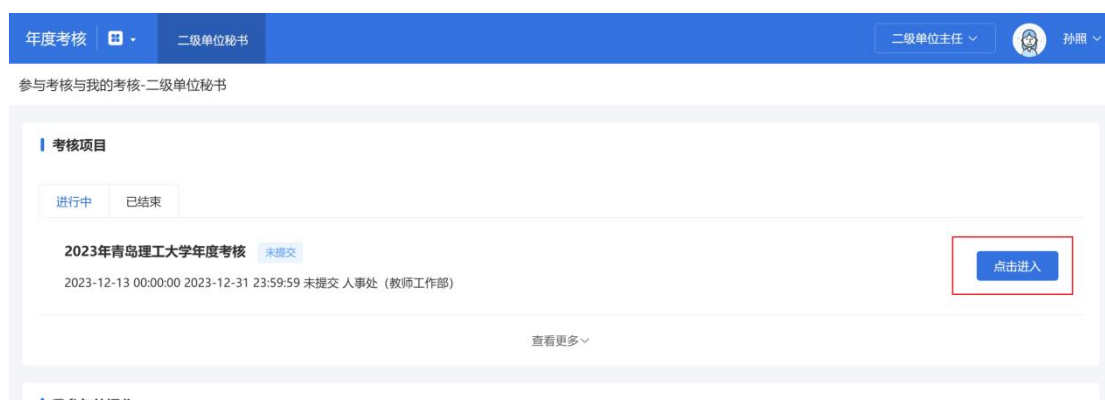 年度考核 二级单位秘书 二级单位主任 孙照
参与考核与我的考核-二级单位秘书
考核项目
进行中 已结束
2023年青岛理工大学年度考核 未提交
点击进入
2023-12-13 00:00:00 2023-12-31 23:59:59 未提交 人事处（教师工作部）
查看更多